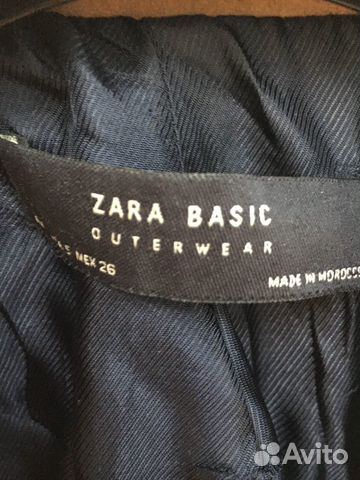 ZARA BASIC
OUTERWEAR
MEX 26
MADE IN MOROCCO
Avito